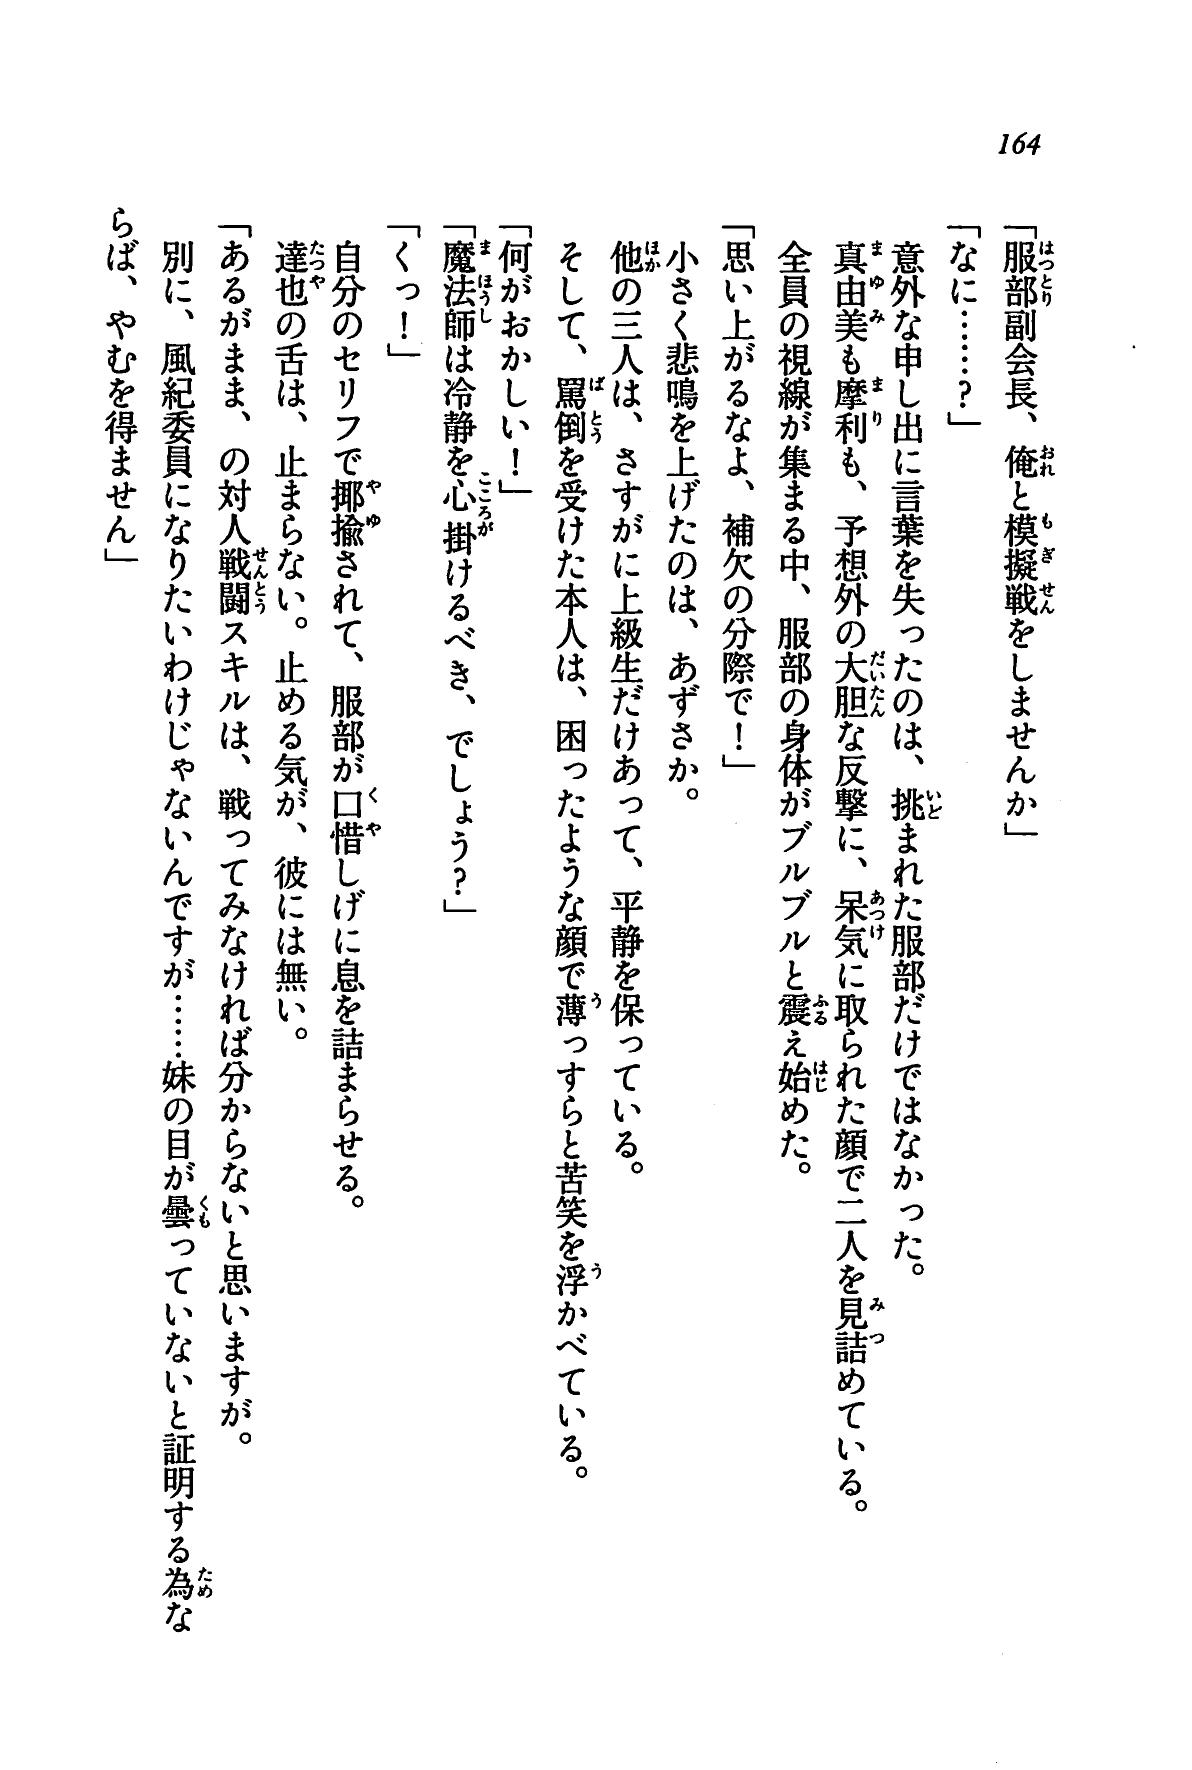 164
「服部副会長、俺と模擬戦をしませんか」
「なに……?」
意外な申し出に言葉を失ったのは、挑まれた服部だけではなかった。
真由美も摩利も、予想外の大胆な反撃に、呆気に取られた顔で二人を見詰めている。
全員の視線が集まる中、服部の身体がブルブルと震え始めた。
「思い上がるなよ、補欠の分際で!」
小さく悲鳴を上げたのは、あずさか。
他の三人は、さすがに上級生だけあって、平静を保っている。
そして、罵倒を受けた本人は、困ったような顔で薄っすらと苦笑を浮かべている。
「何がおかしい!」
「魔法師は冷静を心掛けるべき、でしょう?」
「くっ!」
自分のセリフで揶揄されて、服部が口惜しげに息を詰まらせる。
達也の舌は、止まらない。止める気が、彼には無い。
「あるがまま、の対人戦闘スキルは、戦ってみなければ分からないと思いますが。
別に、風紀委員になりたいわけじゃないんですが……妹の目が曇っていないと証明する為な
らば、やむを得ません」